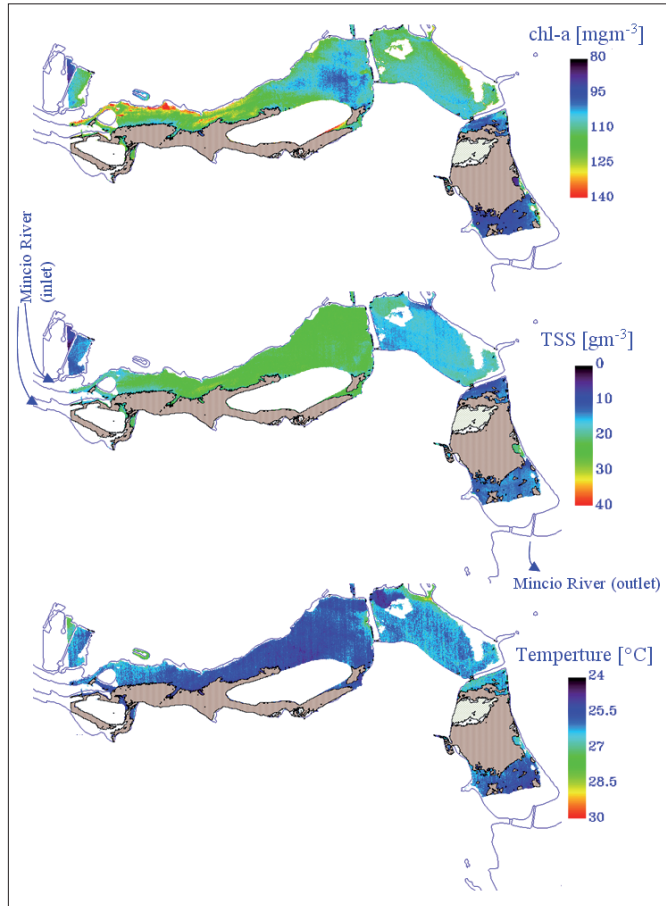 chl-a [mgm-3]
80
95
110
125
140
Mincio River
(inlet)
TSS [gm-3]
0
10
20
30
40
Mincio River (outlet)
Temperture [°C]
24
25.5
27
28.5
30